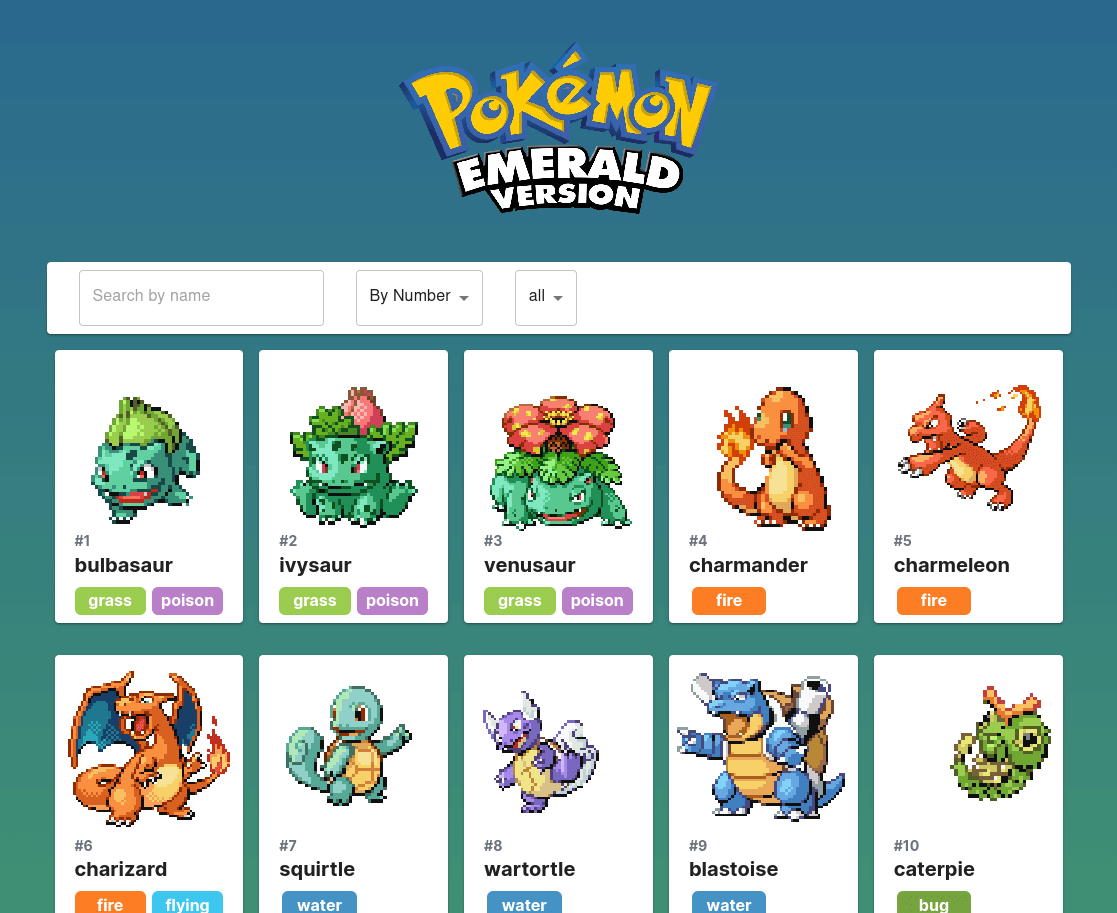 POKéMON
EMERALD
VERSION
Search by name
By Number
all
#1
bulbasaur
grass poison
#2
ivysaur
grass poison
#3
venusaur
grass poison
#4
charmander
fire
#5
charmeleon
fire
#6
charizard
fire flying
#7
squirtle
water
#8
wartortle
water
#9
blastoise
water
#10
caterpie
bug